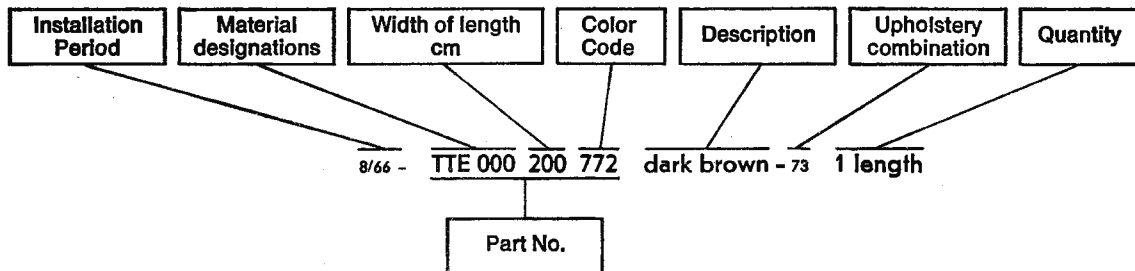 Installation Period
Material designations
Width of length cm
Color Code
Description
Upholstery combination
Quantity
8/66 - TTE 000 200 772 dark brown - 73 1 length
Part No.